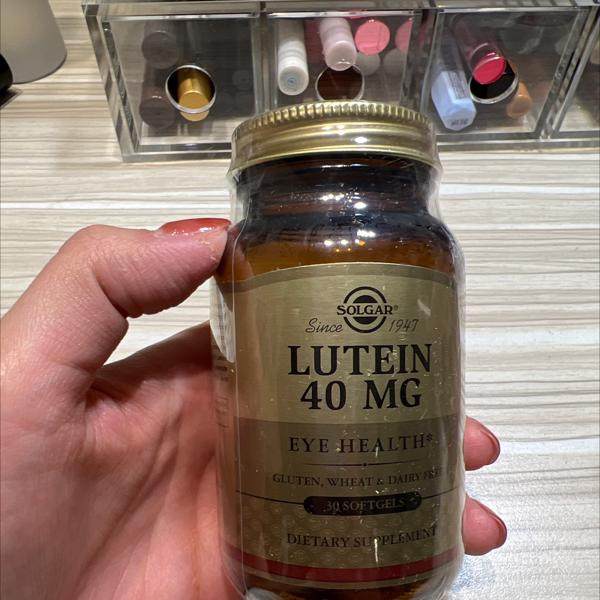 SOLGAR®
Since 1947
LUTEIN
40 MG
EYE HEALTH*
GLUTEN, WHEAT & DAIRY FREE
30 SOFTGELS
DIETARY SUPPLEMENT